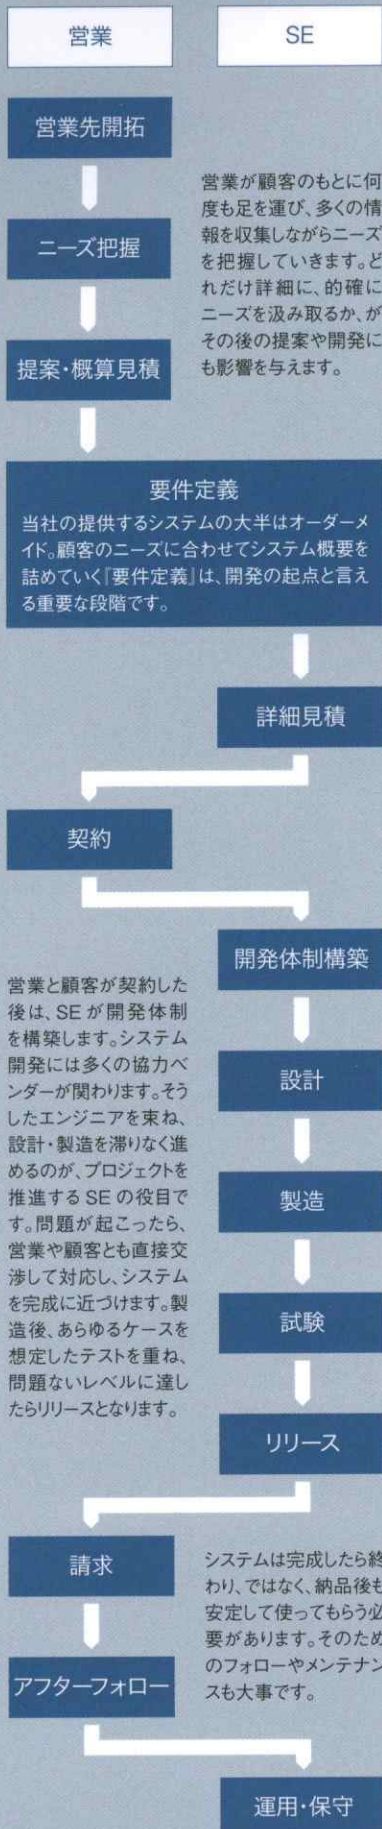 営業
SE
営業先開拓
ニーズ把握
提案・概算見積
営業が顧客のもとに何
度も足を運び、多くの情
報を収集しながらニーズ
を把握していきます。ど
れだけ詳細に、的確に
ニーズを汲み取るか、が
その後の提案や開発に
も影響を与えます。
要件定義
当社の提供するシステムの大半はオーダーメ
イド。顧客のニーズに合わせてシステム概要を
詰めていく『要件定義』は、開発の起点と言え
る重要な段階です。
詳細見積
契約
開発体制構築
設計
製造
試験
リリース
営業と顧客が契約した
後は、SEが開発体制
を構築します。システム
開発には多くの協力ベ
ンダーが関わります。そう
したエンジニアを束ね、
設計・製造を滞りなく進
めるのが、プロジェクトを
推進するSEの役目で
す。問題が起こったら、
営業や顧客とも直接交
渉して対応し、システム
を完成に近づけます。製
造後、あらゆるケースを
想定したテストを重ね、
問題ないレベルに達し
たらリリースとなります。
請求
アフターフォロー
システムは完成したら終
わり、ではなく、納品後も
安定して使ってもらう必
要があります。そのため
のフォローやメンテナン
スも大事です。
運用・保守